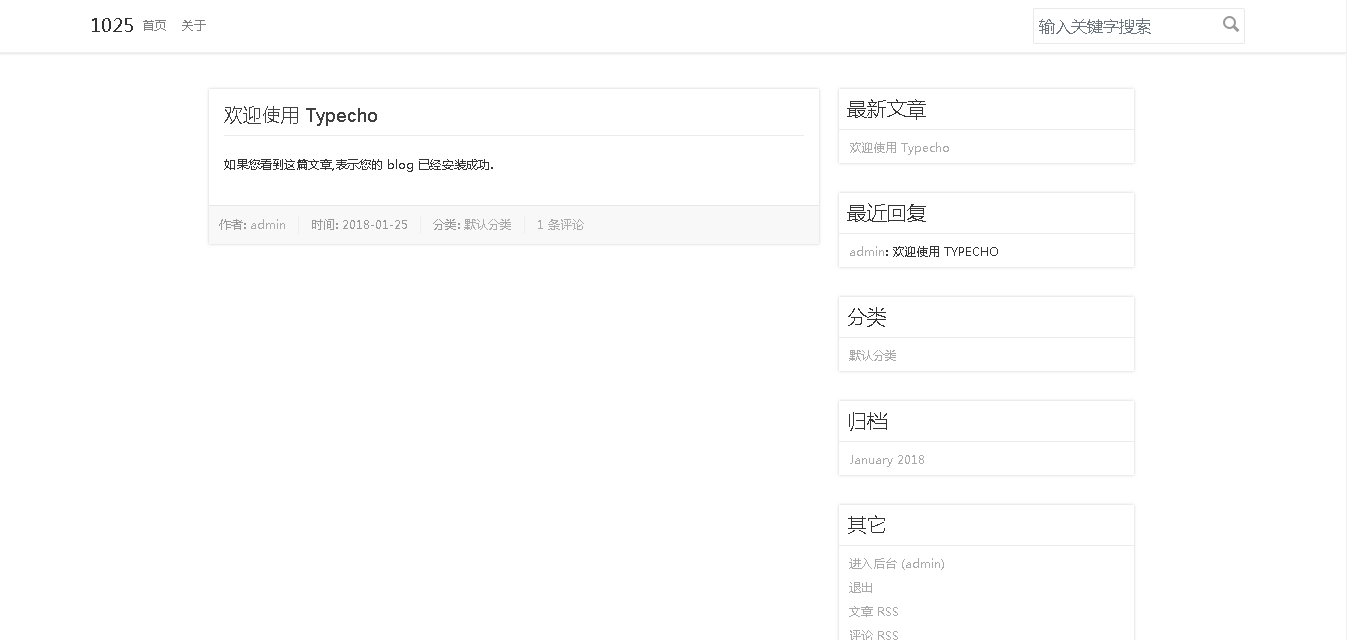 1025 首页 关于
输入关键字搜索
欢迎使用 Typecho
如果您看到这篇文章,表示您的 blog 已经安装成功.
作者: admin 时间: 2018-01-25 分类: 默认分类 1 条评论
最新文章
欢迎使用 Typecho
最近回复
admin: 欢迎使用 TYPECHO
分类
默认分类
归档
January 2018
其它
进入后台 (admin)
退出
文章 RSS
评论 RSS